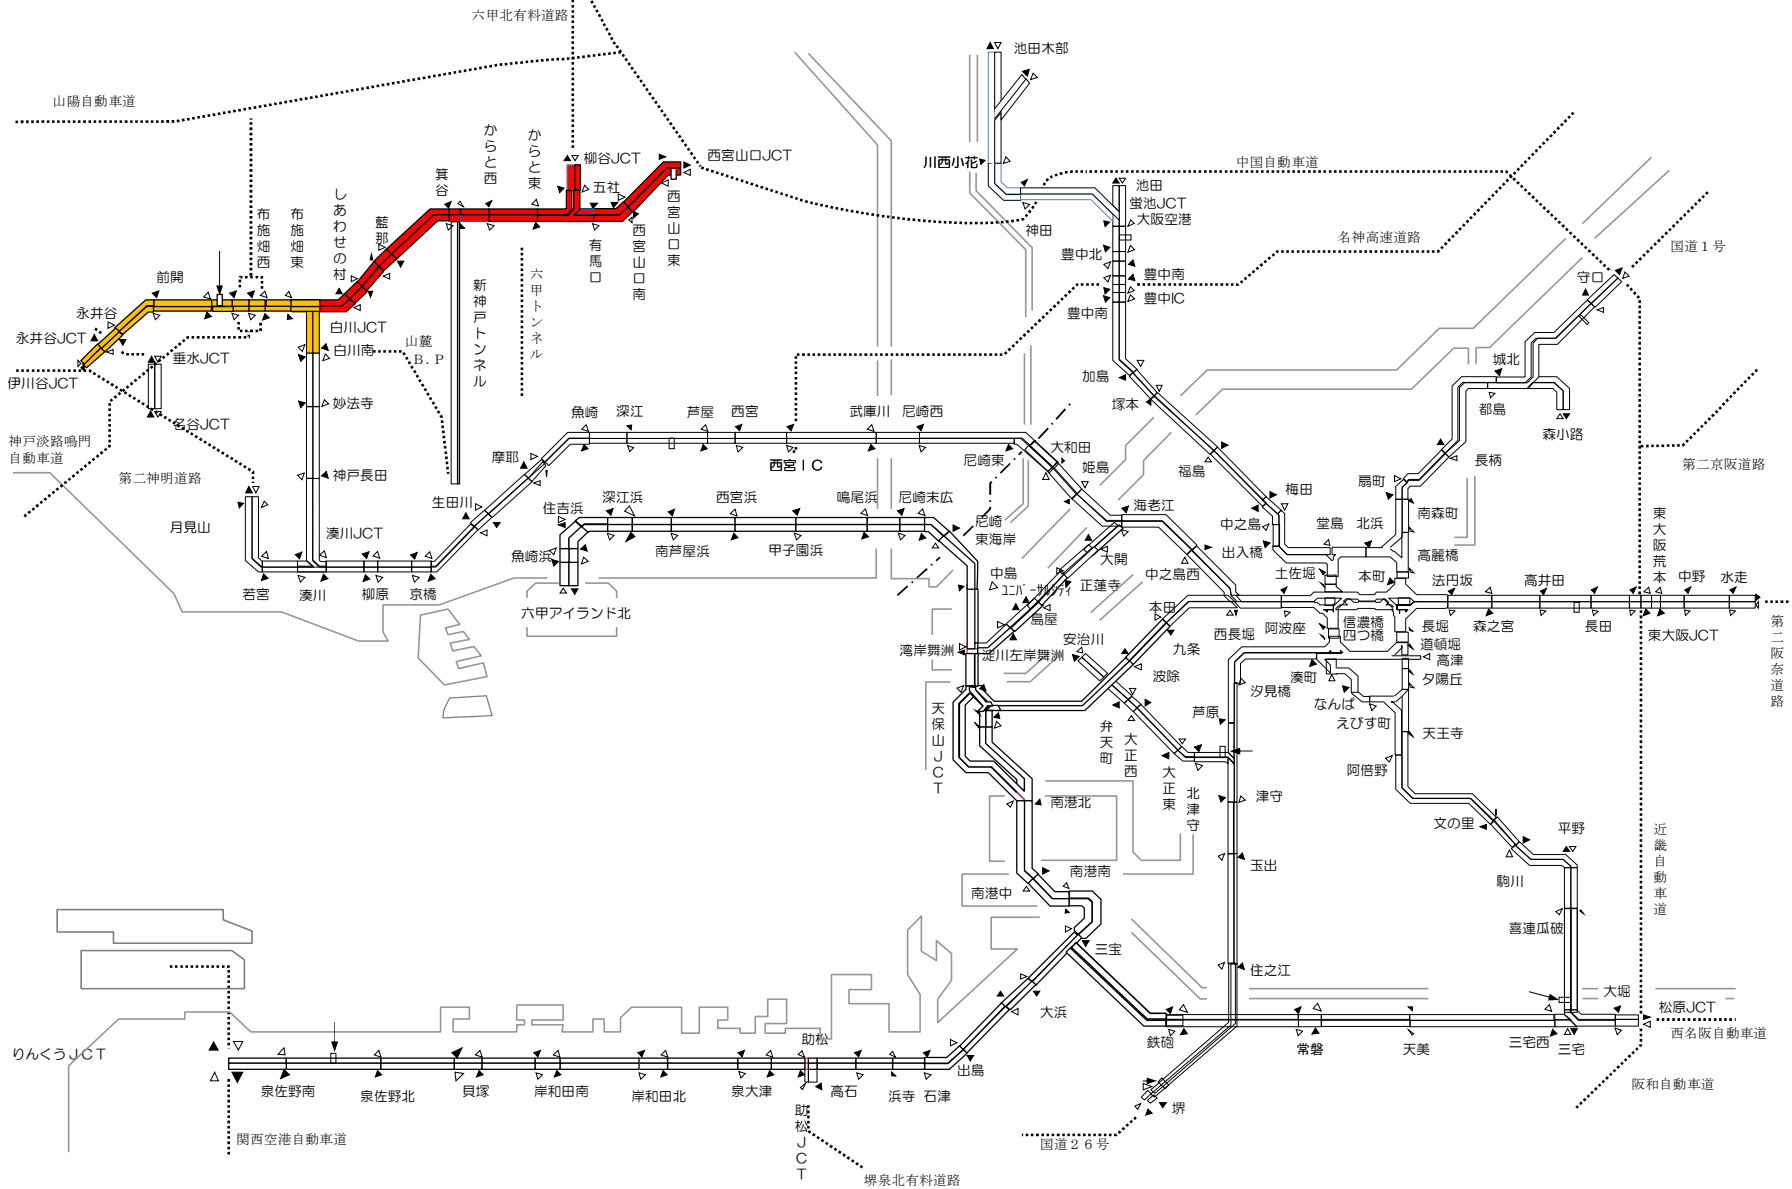 六甲北有料道路
池田木部
山陽自動車道
からと西
からと東
柳谷JCT
西宮山口JCT
川西小花
中国自動車道
箕谷
五社
池田
しあわせの村
布施畑西
布施畑東
藍那
西宮山口東
西宮山口南
有馬口
蛍池JCT
大阪空港
神田
名神高速道路
国道１号
豊中北
豊中南
前開
新神戸トンネル
六甲トンネル
守口
豊中IC
豊中南
永井谷
白川JCT
永井谷JCT
白川南
山麓
B.P
垂水JCT
城北
伊川谷JCT
加島
妙法寺
塚本
都島
名谷JCT
魚崎
深江
芦屋
西宮
武庫川
尼崎西
森小路
神戸淡路鳴門
自動車道
摩耶
西宮ＩＣ
尼崎東
大和田
姫島
福島
長柄
第二京阪道路
第二神明道路
神戸長田
扇町
生田川
住吉浜
深江浜
西宮浜
鳴尾浜
尼崎末広
海老江
梅田
南森町
東大阪荒本
月見山
湊川JCT
尼崎
東海岸
中之島
堂島
北浜
魚崎浜
南芦屋浜
甲子園浜
大開
出入橋
高麗橋
中島
正蓮寺
中之島西
土佐堀
本町
法円坂
高井田
中野
水走
若宮
湊川
柳原
京橋
ﾕﾆﾊﾞｰｻﾙｼﾃｨ
六甲アイランド北
島屋
本田
西長堀
阿波座
信濃橋
四つ橋
長堀
森之宮
長田
東大阪JCT
第二阪奈道路
湾岸舞洲
淀川左岸舞洲
安治川
九条
道頓堀
高津
波除
湊町
夕陽丘
汐見橋
天保山JCT
芦原
なんば
えびす町
弁天町
大正西
天王寺
大正東
阿倍野
北津守
南港北
津守
文の里
平野
近畿自動車道
玉出
南港南
駒川
南港中
喜連瓜破
三宝
住之江
大浜
大堀
松原JCT
西名阪自動車道
りんくうJCT
助松
鉄砲
常磐
天美
三宅西
三宅
出島
泉佐野南
泉佐野北
貝塚
岸和田南
岸和田北
泉大津
高石
浜寺
石津
阪和自動車道
助松JCT
堺
関西空港自動車道
国道２６号
堺泉北有料道路